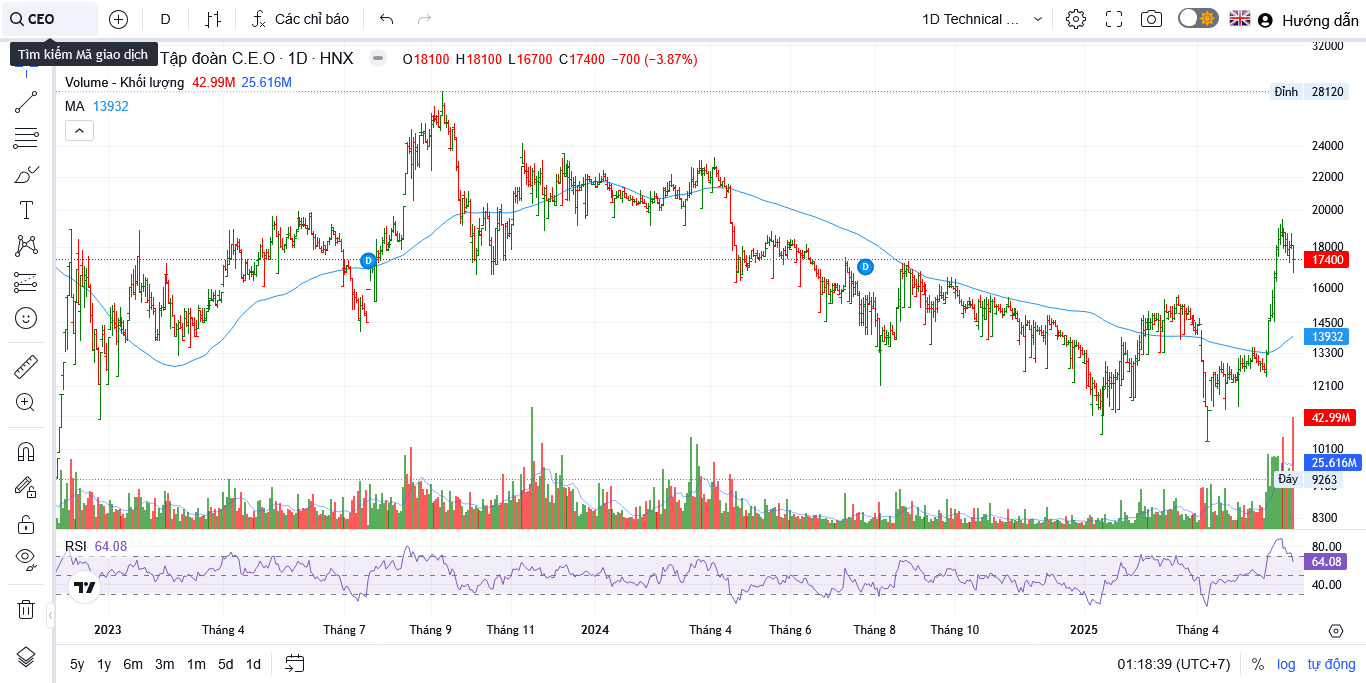 CEO
D
Các chỉ báo
1D Technical ...
Hướng dẫn
Tìm kiếm Mã giao dịch
Tập đoàn C.E.O · 1D · HNX
O18100 H18100 L16700 C17400 −700 (−3.87%)
Volume - Khối lượng 42.99M 25.616M
MA 13932
32000
Đỉnh 28120
24000
22000
20000
18000
17400
16000
14500
13932
13300
12100
42.99M
10100
25.616M
Đáy 9263
8300
D
D
RSI 64.08
80.00
64.08
40.00
2023 Tháng 4 Tháng 7 Tháng 9 Tháng 11 2024 Tháng 4 Tháng 6 Tháng 8 Tháng 10 2025 Tháng 4
5y 1y 6m 3m 1m 5d 1d
01:18:39 (UTC+7) % log tự động